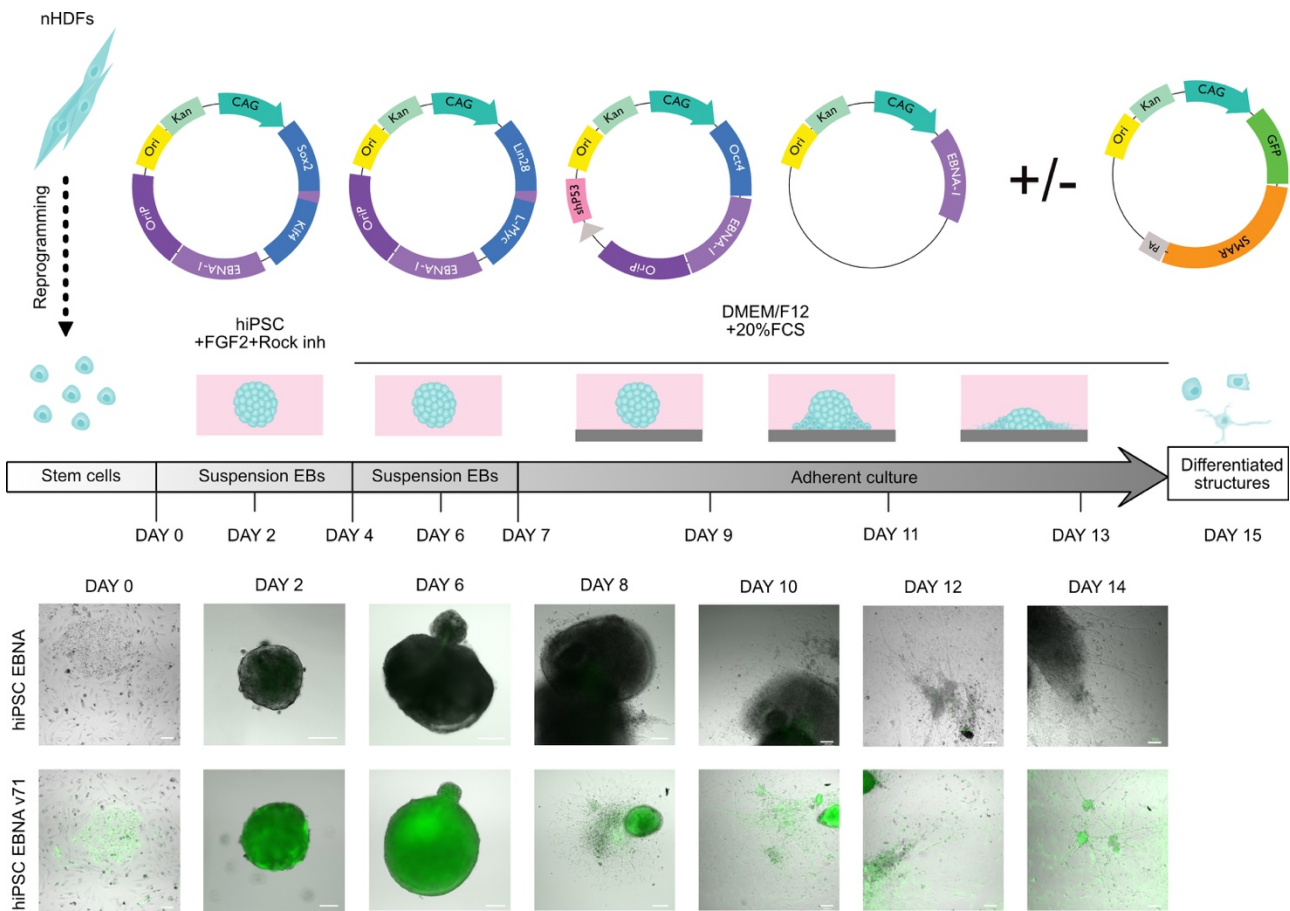 nHDFs
Reprogramming
Ori
Kan
CAG
Sox2
Klf4
EBNA-I
OriP
Ori
Kan
CAG
Lin28
L-Myc
EBNA-I
OriP
Ori
Kan
CAG
Oct4
EBNA-I
OriP
shP53
Ori
Kan
CAG
EBNA-I
+/-
Ori
Kan
CAG
GFP
SMAR
PA
hiPSC
+FGF2+Rock inh
DMEM/F12
+20%FCS
Stem cells
Suspension EBs
Suspension EBs
Adherent culture
Differentiated
structures
DAY 0
DAY 2
DAY 4
DAY 6
DAY 7
DAY 9
DAY 11
DAY 13
DAY 15
DAY 0
DAY 2
DAY 6
DAY 8
DAY 10
DAY 12
DAY 14
hiPSC EBNA
hiPSC EBNA v71